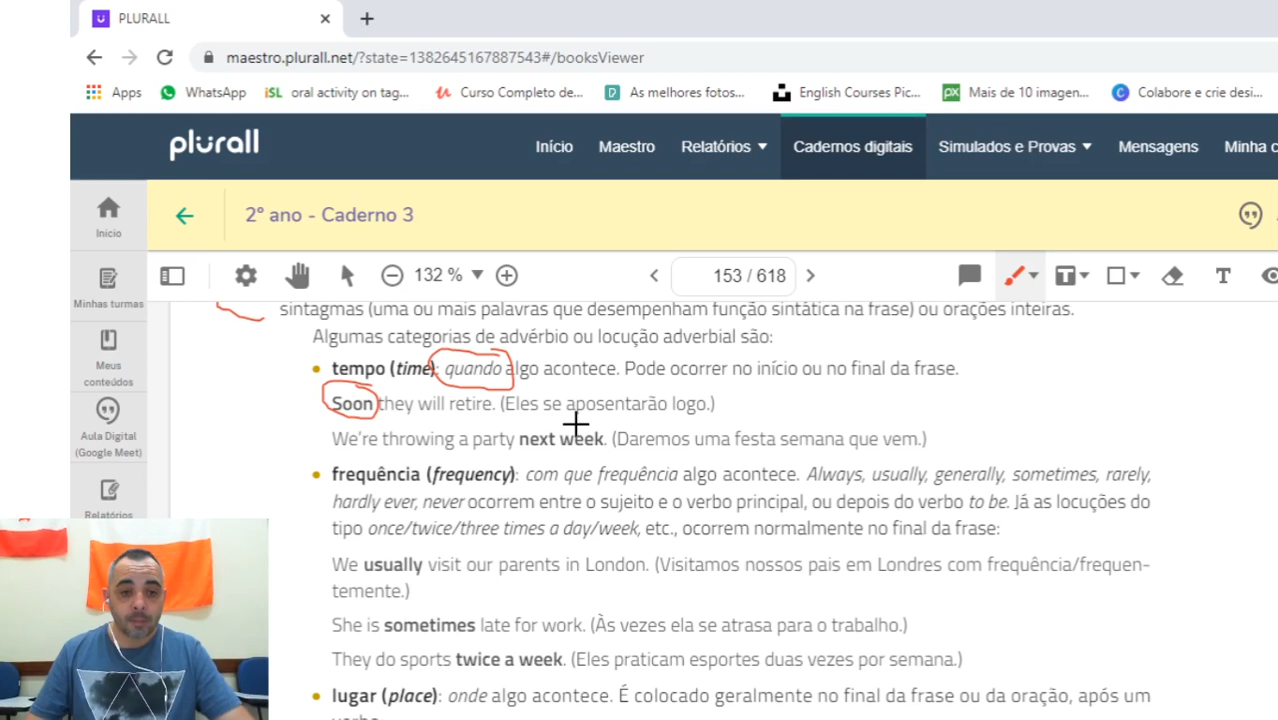 PLURALL
maestro.plurall.net/?state=1382645167887543#/booksViewer
Apps WhatsApp iSL oral activity on tag... Curso Completo de... As melhores fotos... English Courses Pic... px Mais de 10 imagen... C Colabore e crie desi...
plurall Início Maestro Relatórios Cadernos digitais Simulados e Provas Mensagens Minha c
Inicio
2º ano - Caderno 3
132 % 153 / 618 T T
Minhas turmas
Meus conteúdos
Aula Digital
(Google Meet)
Relatórios
sintagmas (uma ou mais palavras que desempenham função sintática na frase) ou orações inteiras.
Algumas categorias de advérbio ou locução adverbial são:
• tempo (time): quando algo acontece. Pode ocorrer no início ou no final da frase.
Soon they will retire. (Eles se aposentarão logo.)
We're throwing a party next week. (Daremos uma festa semana que vem.)
• frequência (frequency): com que frequência algo acontece. Always, usually, generally, sometimes, rarely,
hardly ever, never ocorrem entre o sujeito e o verbo principal, ou depois do verbo to be. Já as locuções do
tipo once/twice/three times a day/week, etc., ocorrem normalmente no final da frase:
We usually visit our parents in London. (Visitamos nossos pais em Londres com frequência/frequen-
temente.)
She is sometimes late for work. (Às vezes ela se atrasa para o trabalho.)
They do sports twice a week. (Eles praticam esportes duas vezes por semana.)
• lugar (place): onde algo acontece. É colocado geralmente no final da frase ou da oração, após um
verbo.